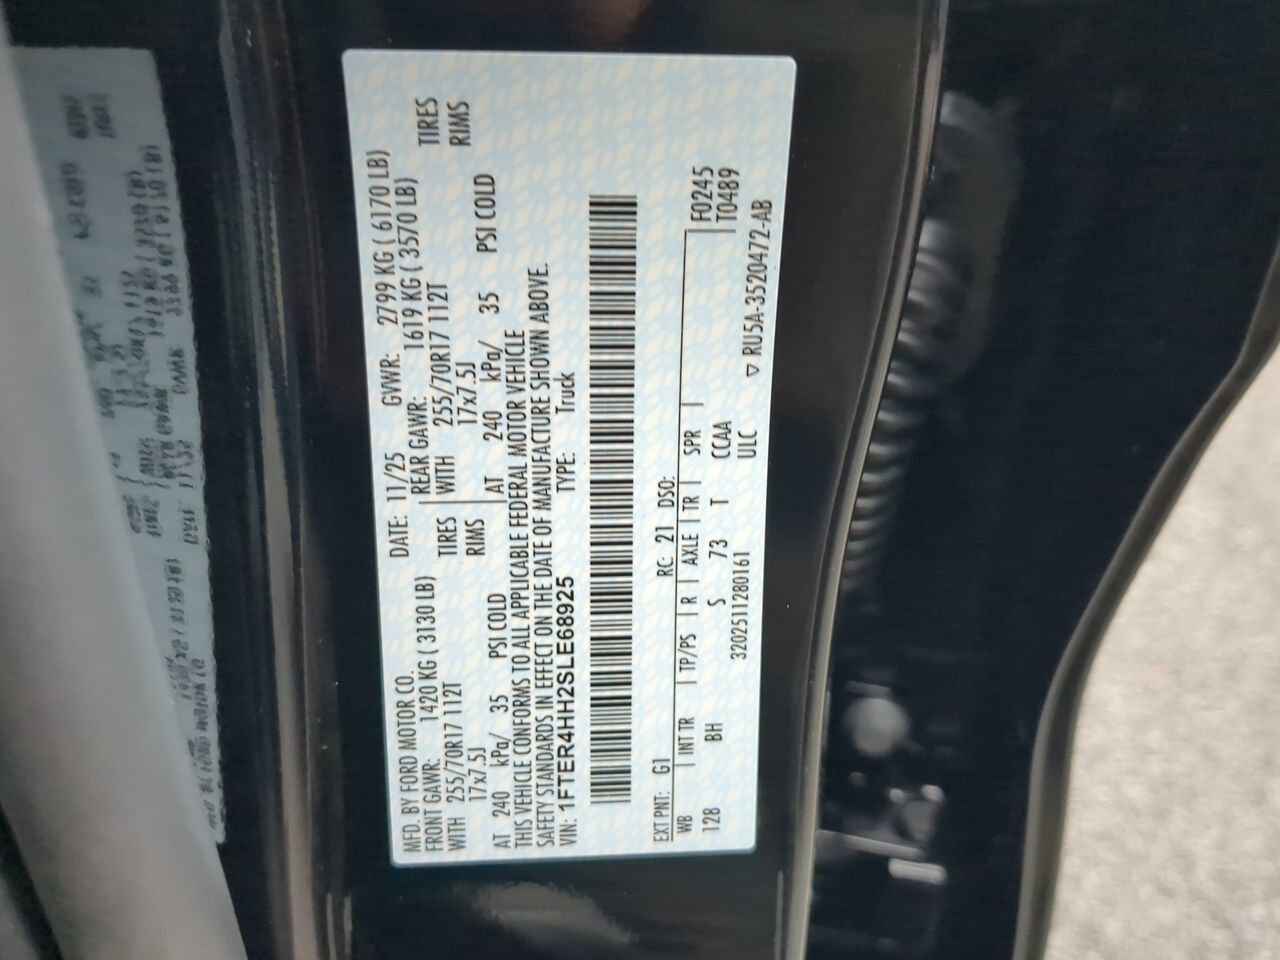 MFD. BY FORD MOTOR CO. DATE: 11/25 GVWR: 2799 KG ( 6170 LB)
FRONT GAWR: 1420 KG ( 3130 LB) REAR GAWR: 1619 KG ( 3570 LB)
WITH 255/70R17 112T TIRES WITH 255/70R17 112T TIRES
17x7.5J RIMS 17x7.5J RIMS
AT 240 kPa/ 35 PSI COLD AT 240 kPa/ 35 PSI COLD
THIS VEHICLE CONFORMS TO ALL APPLICABLE FEDERAL MOTOR VEHICLE
SAFETY STANDARDS IN EFFECT ON THE DATE OF MANUFACTURE SHOWN ABOVE.
VIN: 1FTER4HH2SLE68925 TYPE: Truck
EXT PNT: G1 RC: 21 DSO: F0245
WB INT TR TP/PS R AXLE TR SPR T0489
128 BH S 73 T CCAA
320251128016​1 ULC ▽ RU5A-3520472-AB